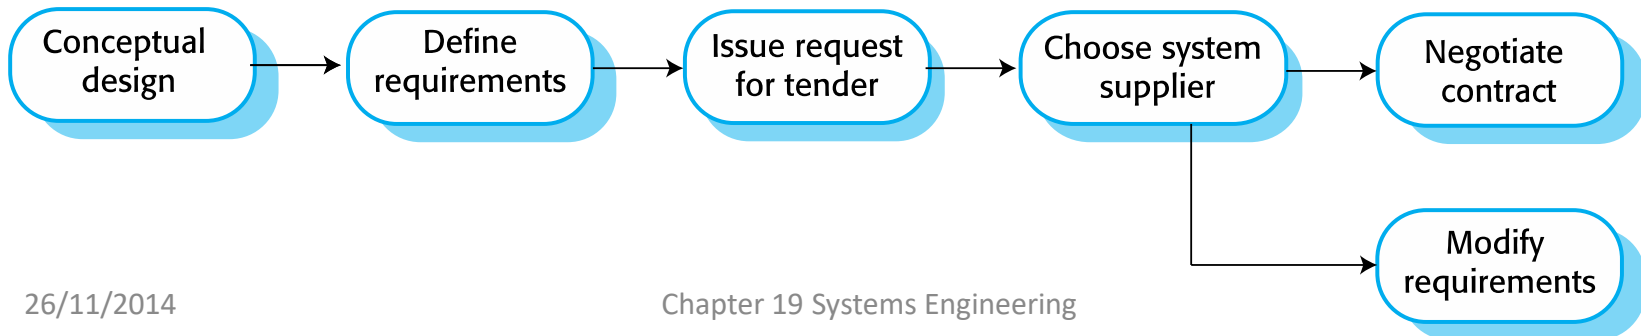 Conceptual
design
Define
requirements
Issue request
for tender
Choose system
supplier
Negotiate
contract
Modify
requirements
26/11/2014
Chapter 19 Systems Engineering